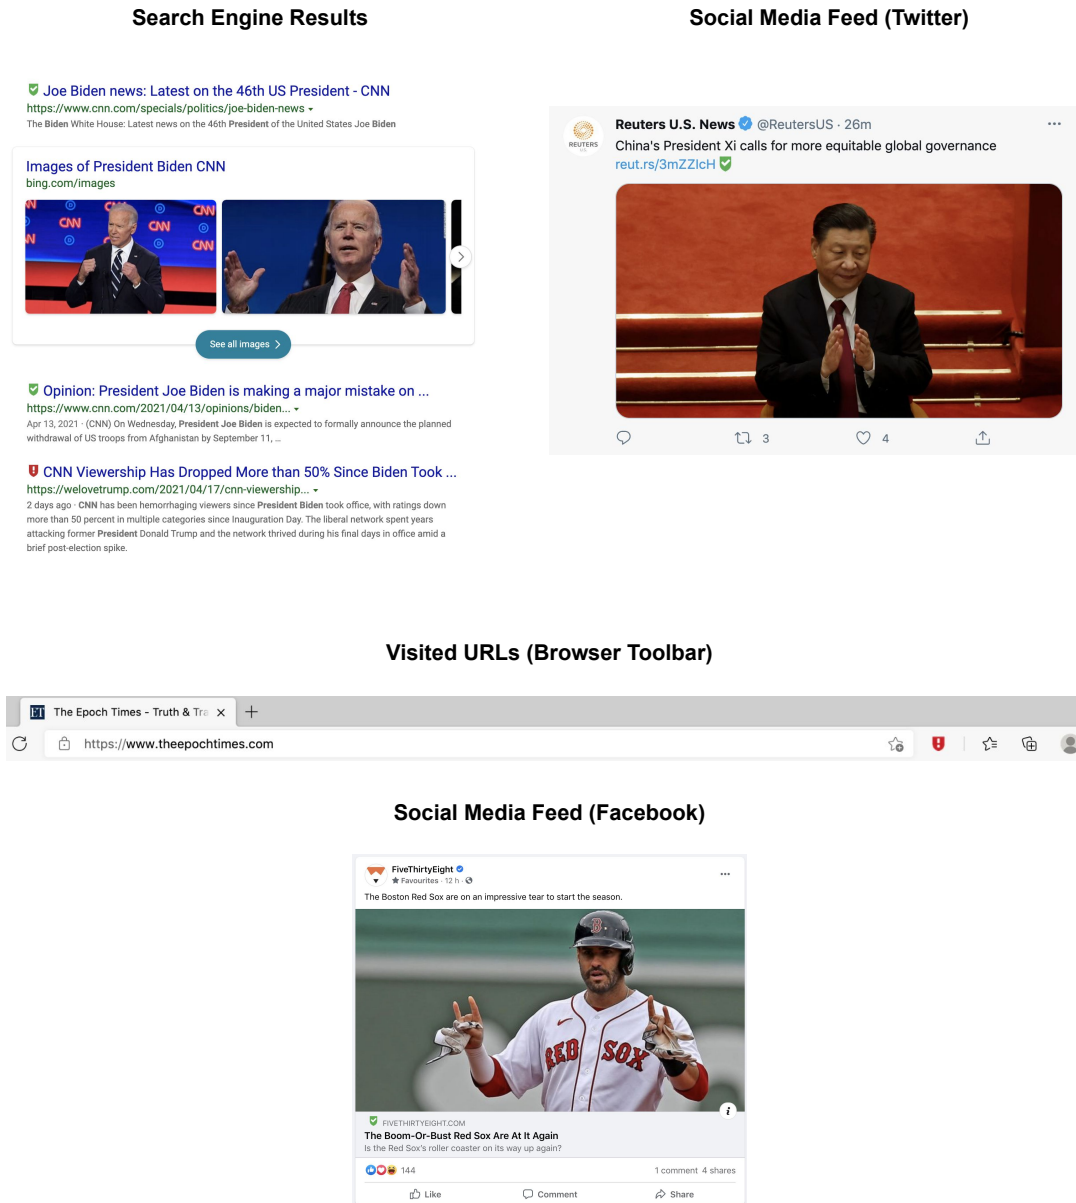 Search Engine Results
Joe Biden news: Latest on the 46th US President - CNN
https://www.cnn.com/specials/politics/joe-biden-news
The Biden White House: Latest news on the 46th President of the United States Joe Biden
Images of President Biden CNN
bing.com/images
CNN
CNN
CNN
See all images
Opinion: President Joe Biden is making a major mistake on ...
https://www.cnn.com/2021/04/13/opinions/biden...
Apr 13, 2021 · (CNN) On Wednesday, President Joe Biden is expected to formally announce the planned
withdrawal of US troops from Afghanistan by September 11, ...
CNN Viewership Has Dropped More than 50% Since Biden Took ...
https://welovetrump.com/2021/04/17/cnn-viewership...
2 days ago · CNN has been hemorrhaging viewers since President Biden took office, with ratings down
more than 50 percent in multiple categories since Inauguration Day. The liberal network spent years
attacking former President Donald Trump and the network thrived during his final days in office amid a
brief post-election spike.
Social Media Feed (Twitter)
REUTERS
Reuters U.S. News @ReutersUS · 26m
China's President Xi calls for more equitable global governance
reut.rs/3mZZIcH
3
4
Visited URLs (Browser Toolbar)
ET The Epoch Times - Truth & Tra
https://www.theepochtimes.com
Social Media Feed (Facebook)
FiveThirtyEight
Favourites · 12 h
The Boston Red Sox are on an impressive tear to start the season.
B
RED SOX
i
FIVETHIRTYEIGHT.COM
The Boom-Or-Bust Red Sox Are At It Again
Is the Red Sox's roller coaster on its way up again?
144
1 comment 4 shares
Like Comment Share